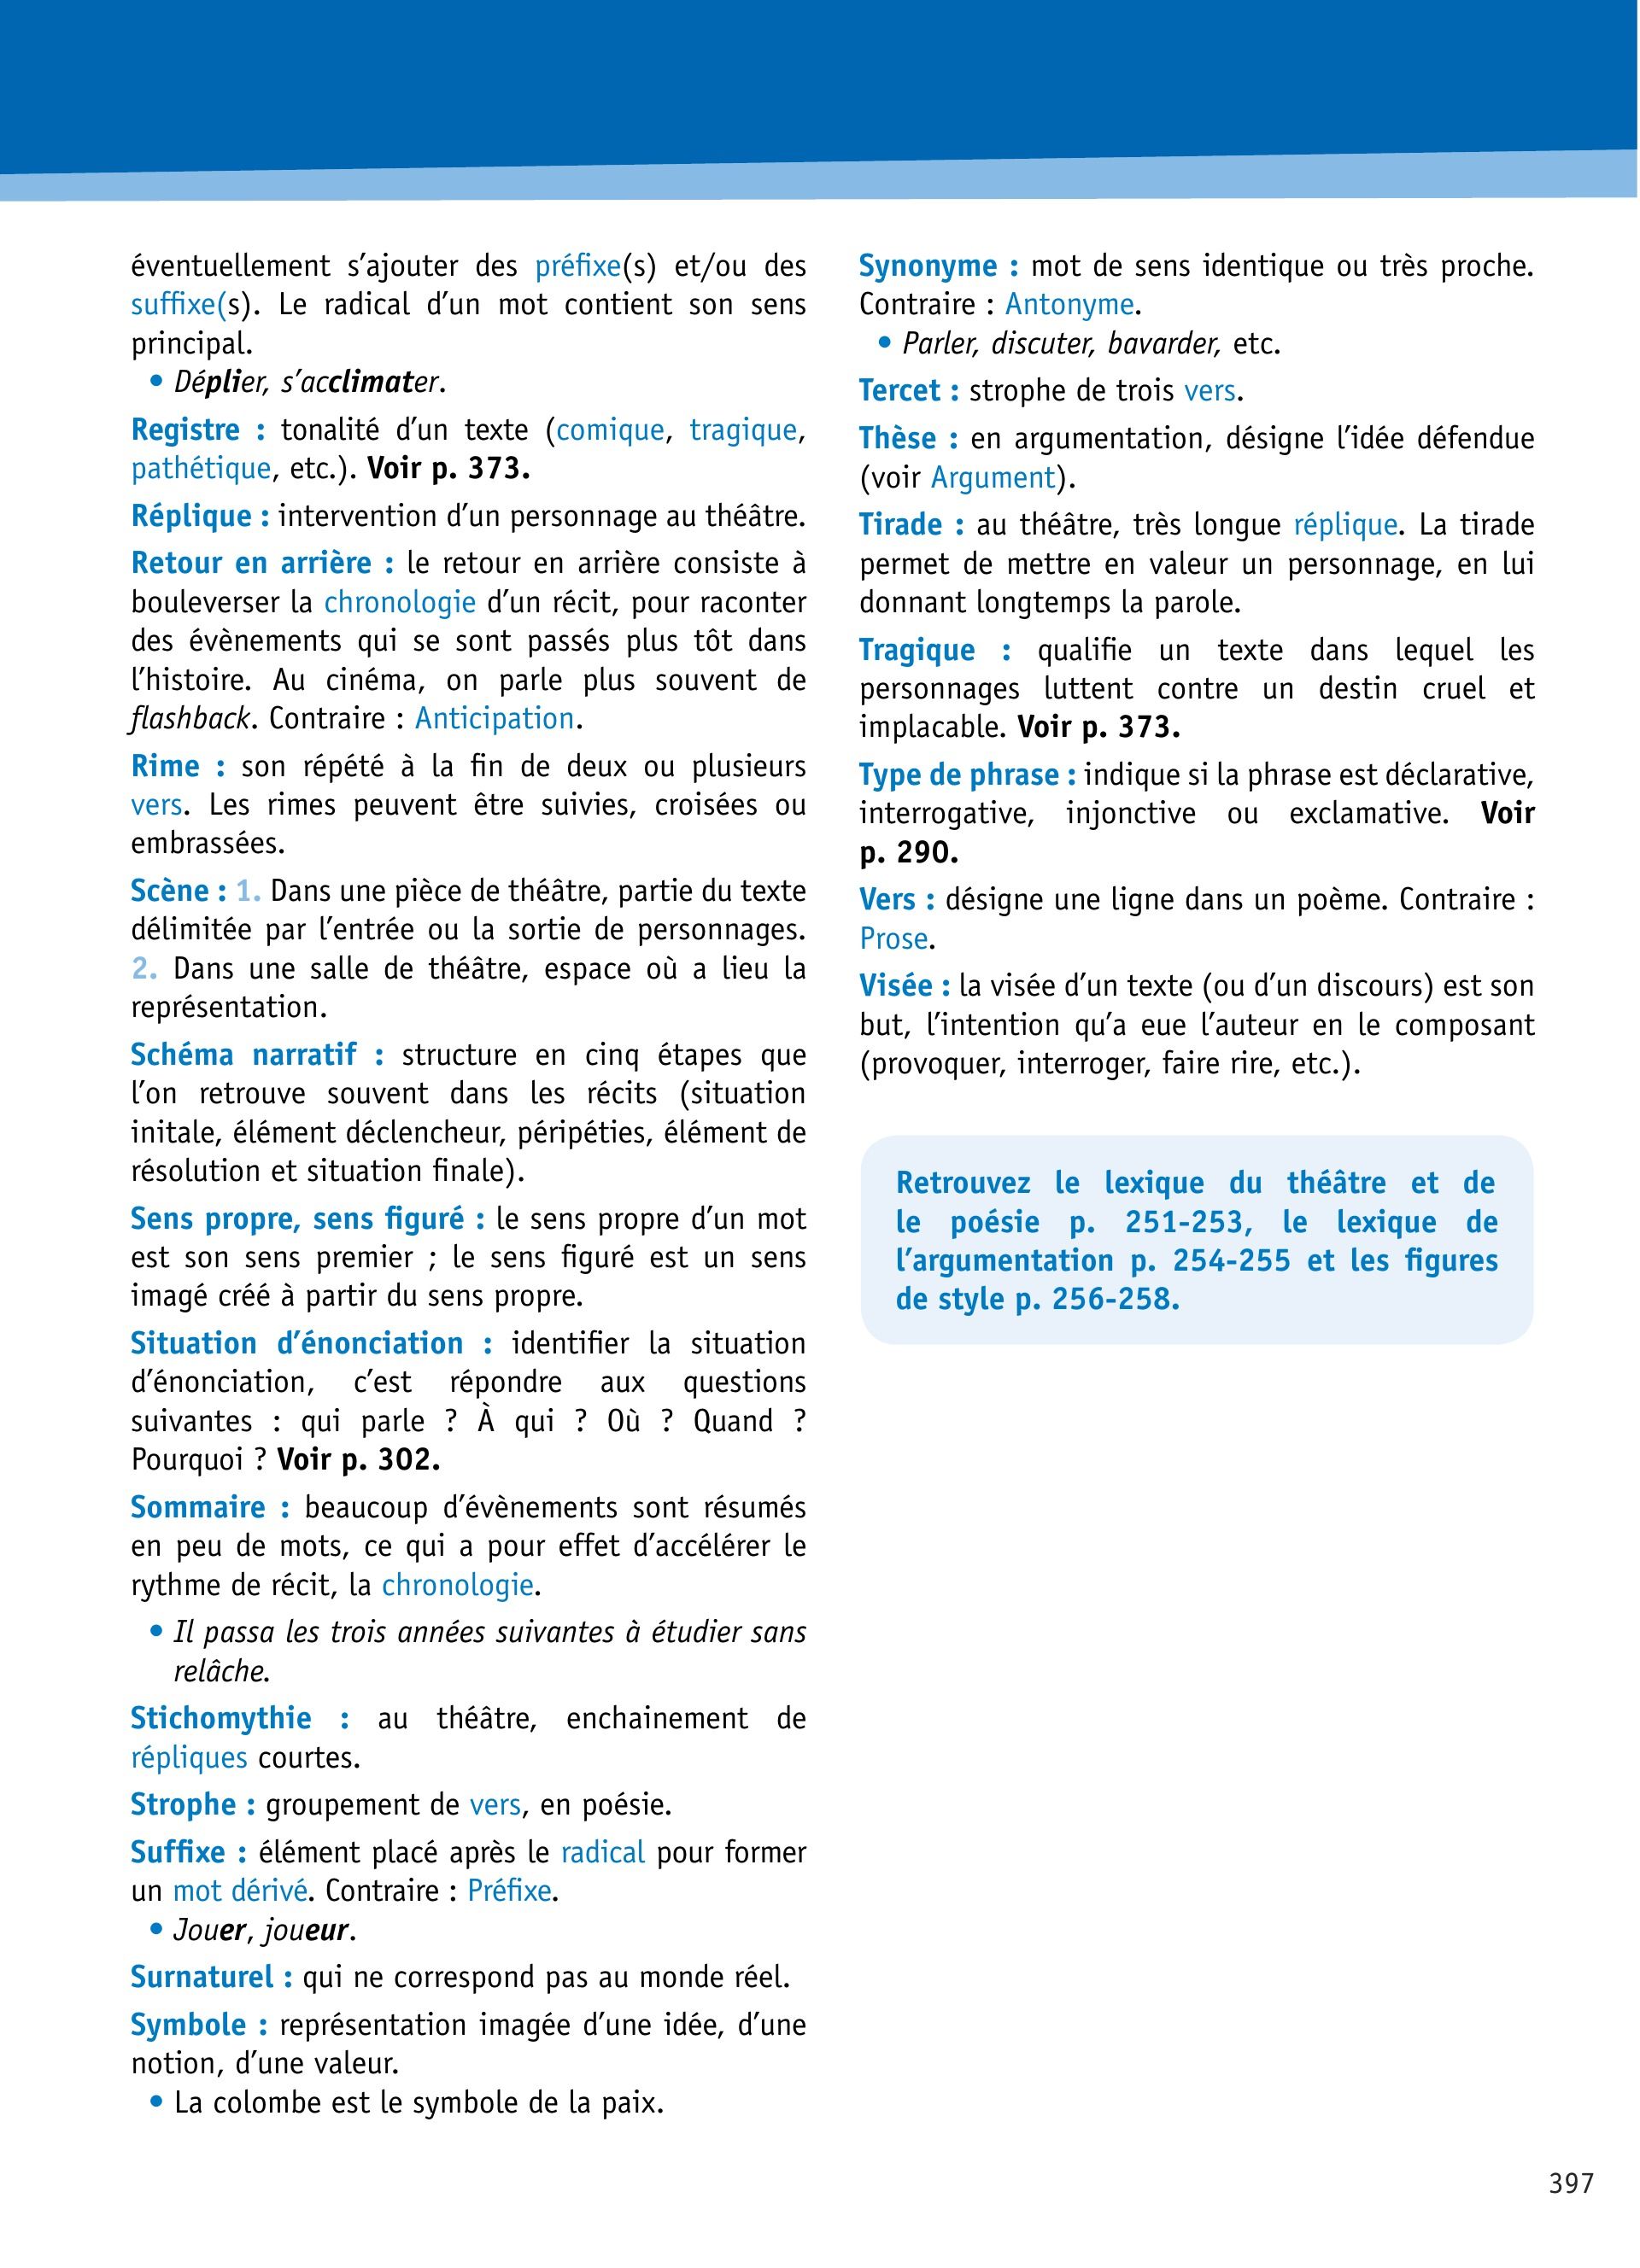 éventuellement s’ajouter des préfixe(s) et/ou des
suffixe(s). Le radical d’un mot contient son sens
principal.
• Déplier, s’acclimater.
Registre : tonalité d’un texte (comique, tragique,
pathétique, etc.). Voir p. 373.
Réplique : intervention d’un personnage au théâtre.
Retour en arrière : le retour en arrière consiste à
bouleverser la chronologie d’un récit, pour raconter
des évènements qui se sont passés plus tôt dans
l’histoire. Au cinéma, on parle plus souvent de
flashback. Contraire : Anticipation.
Rime : son répété à la fin de deux ou plusieurs
vers. Les rimes peuvent être suivies, croisées ou
embrassées.
Scène : 1. Dans une pièce de théâtre, partie du texte
délimitée par l’entrée ou la sortie de personnages.
2. Dans une salle de théâtre, espace où a lieu la
représentation.
Schéma narratif : structure en cinq étapes que
l’on retrouve souvent dans les récits (situation
initale, élément déclencheur, péripéties, élément de
résolution et situation finale).
Sens propre, sens figuré : le sens propre d’un mot
est son sens premier ; le sens figuré est un sens
imagé créé à partir du sens propre.
Situation d’énonciation : identifier la situation
d’énonciation, c’est répondre aux questions
suivantes : qui parle ? À qui ? Où ? Quand ?
Pourquoi ? Voir p. 302.
Sommaire : beaucoup d’évènements sont résumés
en peu de mots, ce qui a pour effet d’accélérer le
rythme de récit, la chronologie.
• Il passa les trois années suivantes à étudier sans
relâche.
Stichomythie : au théâtre, enchainement de
répliques courtes.
Strophe : groupement de vers, en poésie.
Suffixe : élément placé après le radical pour former
un mot dérivé. Contraire : Préfixe.
• Jouer, joueur.
Surnaturel : qui ne correspond pas au monde réel.
Symbole : représentation imagée d’une idée, d’une
notion, d’une valeur.
• La colombe est le symbole de la paix.
Synonyme : mot de sens identique ou très proche.
Contraire : Antonyme.
• Parler, discuter, bavarder, etc.
Tercet : strophe de trois vers.
Thèse : en argumentation, désigne l’idée défendue
(voir Argument).
Tirade : au théâtre, très longue réplique. La tirade
permet de mettre en valeur un personnage, en lui
donnant longtemps la parole.
Tragique : qualifie un texte dans lequel les
personnages luttent contre un destin cruel et
implacable. Voir p. 373.
Type de phrase : indique si la phrase est déclarative,
interrogative, injonctive ou exclamative. Voir
p. 290.
Vers : désigne une ligne dans un poème. Contraire :
Prose.
Visée : la visée d’un texte (ou d’un discours) est son
but, l’intention qu’a eue l’auteur en le composant
(provoquer, interroger, faire rire, etc.).
Retrouvez le lexique du théâtre et de
le poésie p. 251-253, le lexique de
l’argumentation p. 254-255 et les figures
de style p. 256-258.
397